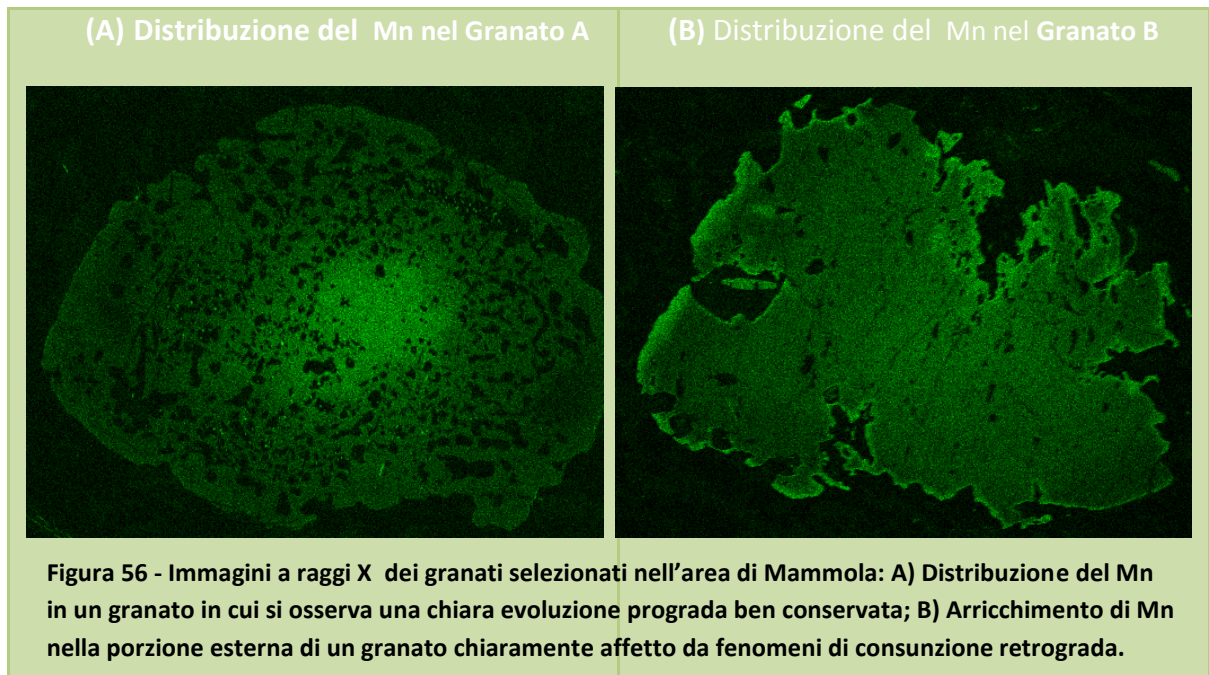 (A) Distribuzione del Mn nel Granato A
(B) Distribuzione del Mn nel Granato B
Figura 56 - Immagini a raggi X dei granati selezionati nell'area di Mammola: A) Distribuzione del Mn
in un granato in cui si osserva una chiara evoluzione prograda ben conservata; B) Arricchimento di Mn
nella porzione esterna di un granato chiaramente affetto da fenomeni di consunzione retrograda.